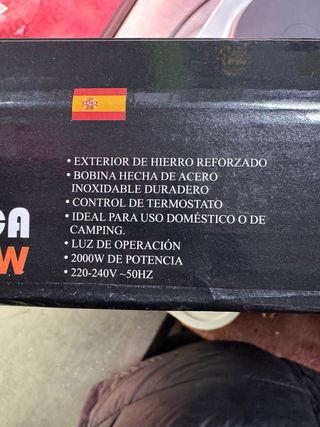 • EXTERIOR DE HIERRO REFORZADO
• BOBINA HECHA DE ACERO
INOXIDABLE DURADERO
• CONTROL DE TERMOSTATO
• IDEAL PARA USO DOMÉSTICO O DE
CAMPING.
• LUZ DE OPERACIÓN
• 2000W DE POTENCIA
• 220-240V ~50HZ
CA
W